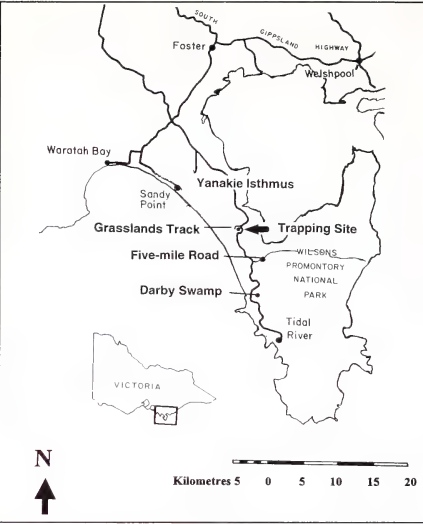 SOUTH GIPPSLAND HIGHWAY
Foster
Welshpool
Waratah Bay
Yanakie Isthmus
Sandy
Point
Grasslands Track
Trapping Site
Five-mile Road
WILSONS
PROMONTORY
NATIONAL
PARK
Darby Swamp
Tidal
River
VICTORIA
N
Kilometres 5 0 5 10 15 20